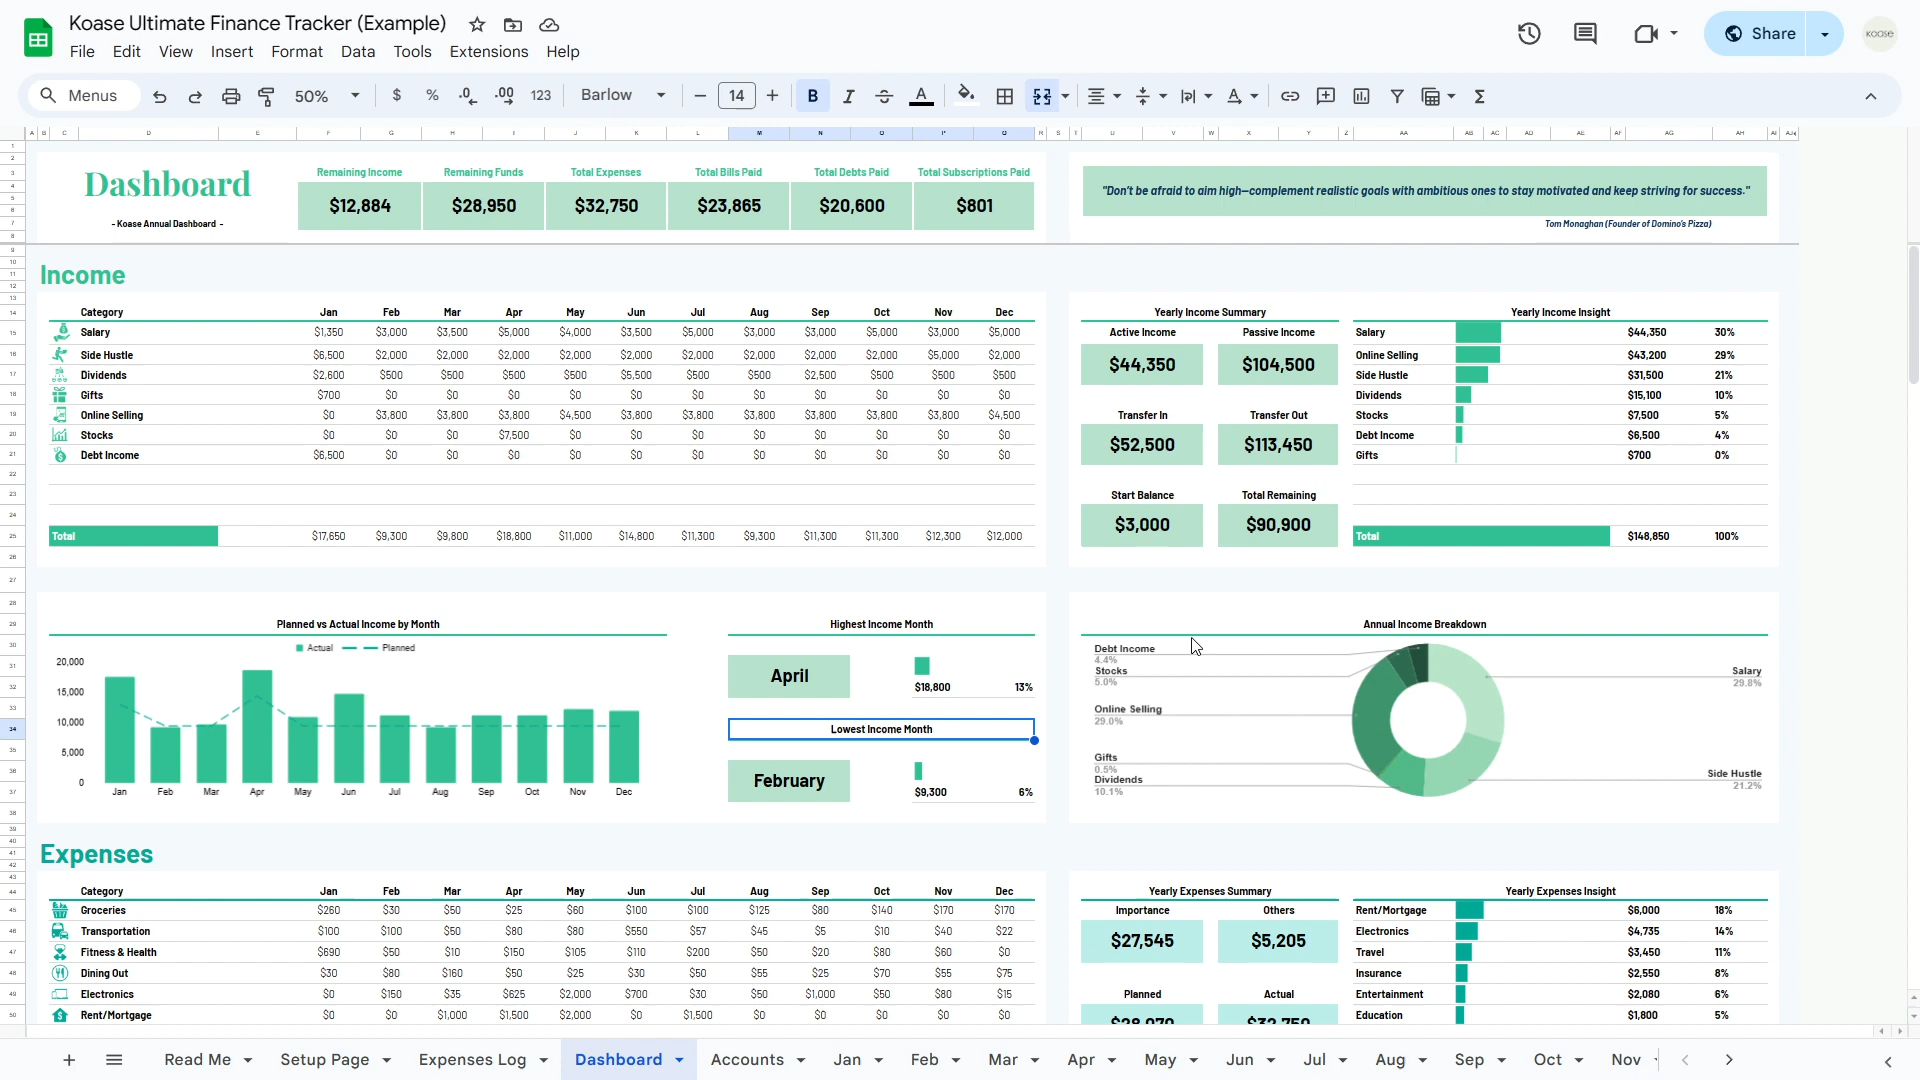 Koase Ultimate Finance Tracker (Example)
File Edit View Insert Format Data Tools Extensions Help
Share
koase
Menus 50% $ % .0 .00 123 Barlow 14 B I A Σ
Dashboard
- Koase Annual Dashboard -
Remaining Income Remaining Funds Total Expenses Total Bills Paid Total Debts Paid Total Subscriptions Paid
$12,884 $28,950 $32,750 $23,865 $20,600 $801
"Don't be afraid to aim high—complement realistic goals with ambitious ones to stay motivated and keep striving for success."
Tom Monaghan (Founder of Domino's Pizza)
Income
Category Jan Feb Mar Apr May Jun Jul Aug Sep Oct Nov Dec
Salary $1,350 $3,000 $3,500 $5,000 $4,000 $3,500 $5,000 $3,000 $3,000 $5,000 $3,000 $5,000
Side Hustle $6,500 $2,000 $2,000 $2,000 $2,000 $2,000 $2,000 $2,000 $2,000 $2,000 $5,000 $2,000
Dividends $2,600 $500 $500 $500 $500 $5,500 $500 $500 $2,500 $500 $500 $500
Gifts $700 $0 $0 $0 $0 $0 $0 $0 $0 $0 $0 $0
Online Selling $0 $3,800 $3,800 $3,800 $4,500 $3,800 $3,800 $3,800 $3,800 $3,800 $3,800 $4,500
Stocks $0 $0 $0 $7,500 $0 $0 $0 $0 $0 $0 $0 $0
Debt Income $6,500 $0 $0 $0 $0 $0 $0 $0 $0 $0 $0 $0
Total $17,650 $9,300 $9,800 $18,800 $11,000 $14,800 $11,300 $9,300 $11,300 $11,300 $12,300 $12,000
Yearly Income Summary
Active Income Passive Income
$44,350 $104,500
Transfer In Transfer Out
$52,500 $113,450
Start Balance Total Remaining
$3,000 $90,900
Yearly Income Insight
Salary $44,350 30%
Online Selling $43,200 29%
Side Hustle $31,500 21%
Dividends $15,100 10%
Stocks $7,500 5%
Debt Income $6,500 4%
Gifts $700 0%
Total $148,850 100%
Planned vs Actual Income by Month
Actual Planned
20,000
15,000
10,000
5,000
0
Jan Feb Mar Apr May Jun Jul Aug Sep Oct Nov Dec
Highest Income Month
April
$18,800 13%
Lowest Income Month
February
$9,300 6%
Annual Income Breakdown
Debt Income
4.4%
Stocks
5.0%
Online Selling
29.0%
Gifts
0.5%
Dividends
10.1%
Salary
29.8%
Side Hustle
21.2%
Expenses
Category Jan Feb Mar Apr May Jun Jul Aug Sep Oct Nov Dec
Groceries $260 $30 $50 $25 $60 $100 $100 $125 $80 $140 $170 $170
Transportation $100 $100 $50 $80 $80 $550 $57 $45 $5 $10 $40 $22
Fitness & Health $690 $50 $10 $150 $105 $110 $200 $50 $20 $80 $60 $0
Dining Out $30 $80 $160 $50 $25 $30 $50 $55 $25 $70 $55 $75
Electronics $0 $150 $35 $625 $2,000 $700 $30 $50 $1,000 $50 $80 $15
Rent/Mortgage $0 $0 $1,000 $1,500 $2,000 $0 $1,500 $0 $0 $0 $0 $0
Yearly Expenses Summary
Importance Others
$27,545 $5,205
Planned Actual
$28,070 $32,750
Yearly Expenses Insight
Rent/Mortgage $6,000 18%
Electronics $4,735 14%
Travel $3,450 11%
Insurance $2,550 8%
Entertainment $2,080 6%
Education $1,800 5%
Read Me Setup Page Expenses Log Dashboard Accounts Jan Feb Mar Apr May Jun Jul Aug Sep Oct Nov